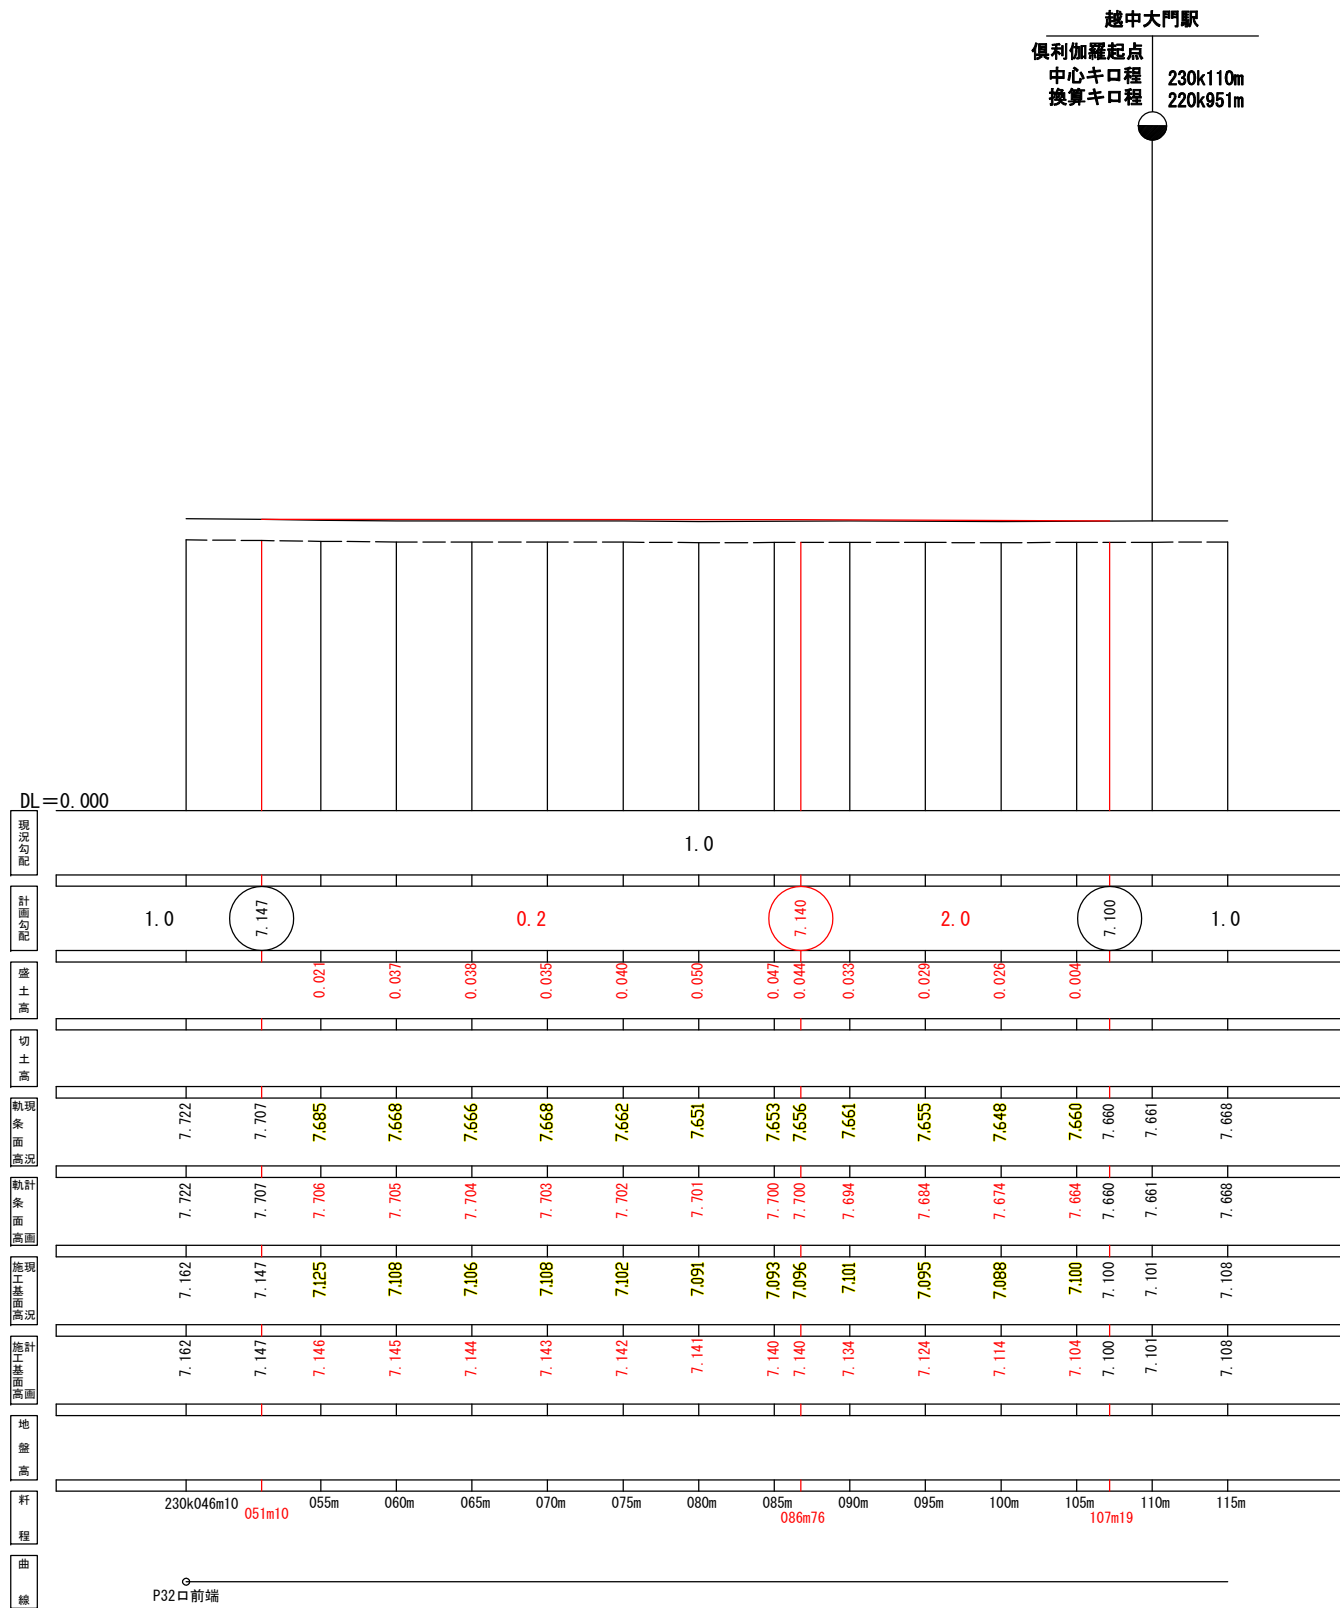 越中大門駅
倶利伽羅起点
中心キロ程 230k110m
換算キロ程 220k951m
DL=0.000
現況勾配 1.0
計画勾配 1.0 7.147 0.2 7.140 2.0 7.100 1.0
盛土高 0.021 0.037 0.038 0.035 0.040 0.050 0.047 0.044 0.033 0.029 0.026 0.004
切土高
現況軌条面高 7.722 7.707 7.685 7.668 7.666 7.668 7.662 7.651 7.653 7.656 7.661 7.655 7.648 7.660 7.660 7.661 7.668
計画軌条面高 7.722 7.707 7.706 7.705 7.704 7.703 7.702 7.701 7.700 7.700 7.694 7.684 7.674 7.664 7.660 7.661 7.668
現況施工基面高 7.162 7.147 7.125 7.108 7.106 7.108 7.102 7.091 7.093 7.096 7.101 7.095 7.088 7.100 7.100 7.101 7.108
計画施工基面高 7.162 7.147 7.146 7.145 7.144 7.143 7.142 7.141 7.140 7.140 7.134 7.124 7.114 7.104 7.100 7.101 7.108
地盤高
粁程 230k046m10 051m10 055m 060m 065m 070m 075m 080m 085m 086m76 090m 095m 100m 105m 107m19 110m 115m
曲線
P32ロ前端